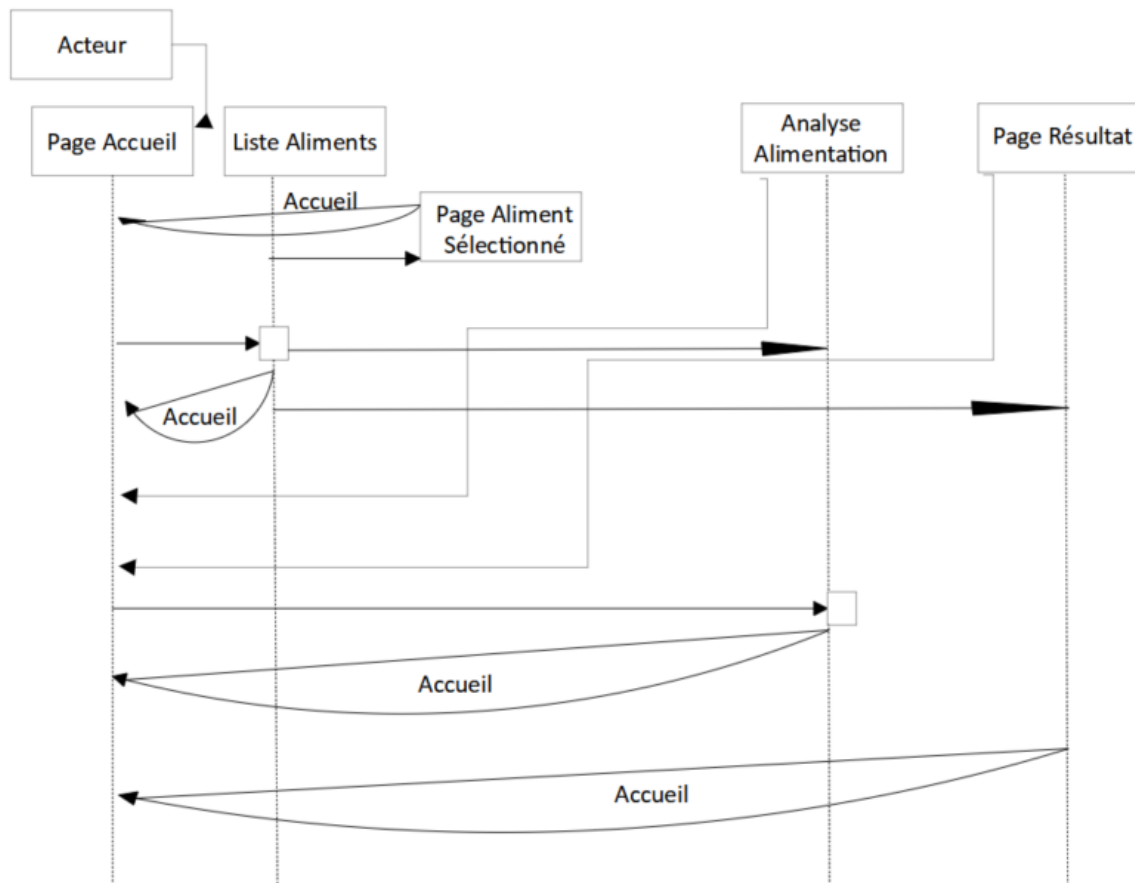 Acteur
Page Accueil
Liste Aliments
Analyse
Alimentation
Page Résultat
Accueil
Page Aliment
Sélectionné
Accueil
Accueil
Accueil